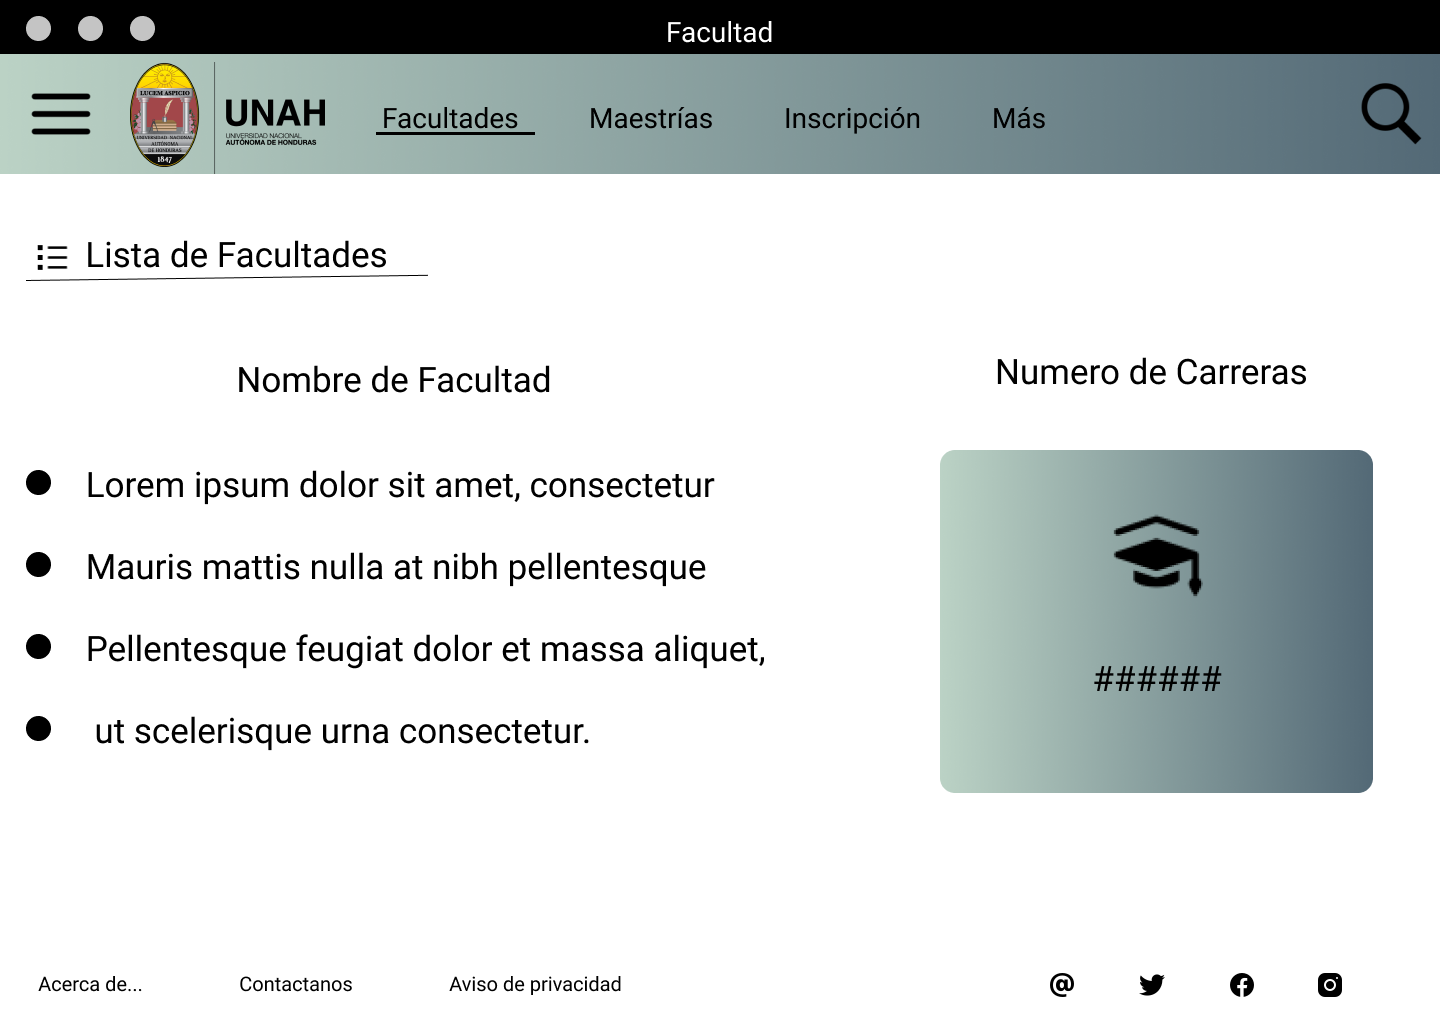 Facultad
LUCEM ASPICIO
UNIVERSIDAD NACIONAL
AUTÓNOMA
DE HONDURAS
1847
UNAH
UNIVERSIDAD NACIONAL
AUTÓNOMA DE HONDURAS
Facultades
Maestrías
Inscripción
Más
Lista de Facultades
Nombre de Facultad
Numero de Carreras
Lorem ipsum dolor sit amet, consectetur
Mauris mattis nulla at nibh pellentesque
Pellentesque feugiat dolor et massa aliquet,
ut scelerisque urna consectetur.
######
Acerca de...
Contactanos
Aviso de privacidad
@